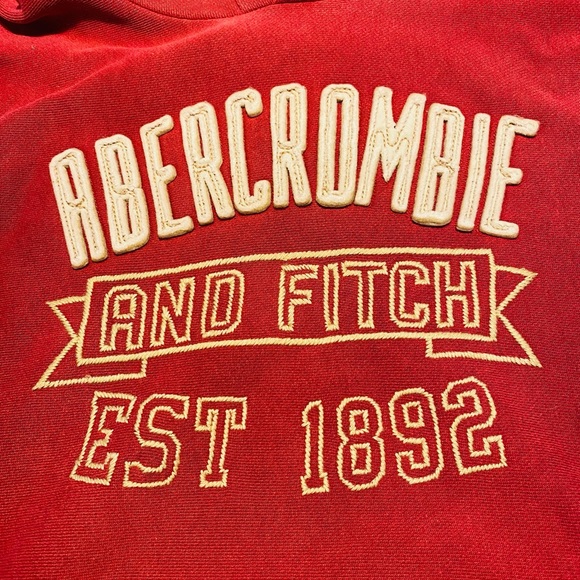 ABERCROMBIE
AND FITCH
EST 1892